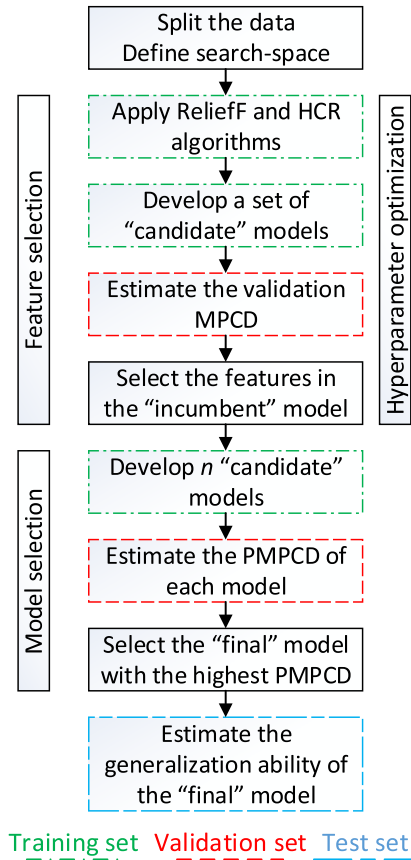 Split the data
Define search-space
Feature selection
Hyperparameter optimization
Apply ReliefF and HCR
algorithms
Develop a set of
“candidate” models
Estimate the validation
MPCD
Select the features in
the “incumbent” model
Model selection
Develop n “candidate”
models
Estimate the PMPCD of
each model
Select the “final” model
with the highest PMPCD
Estimate the
generalization ability of
the “final” model
Training set Validation set Test set